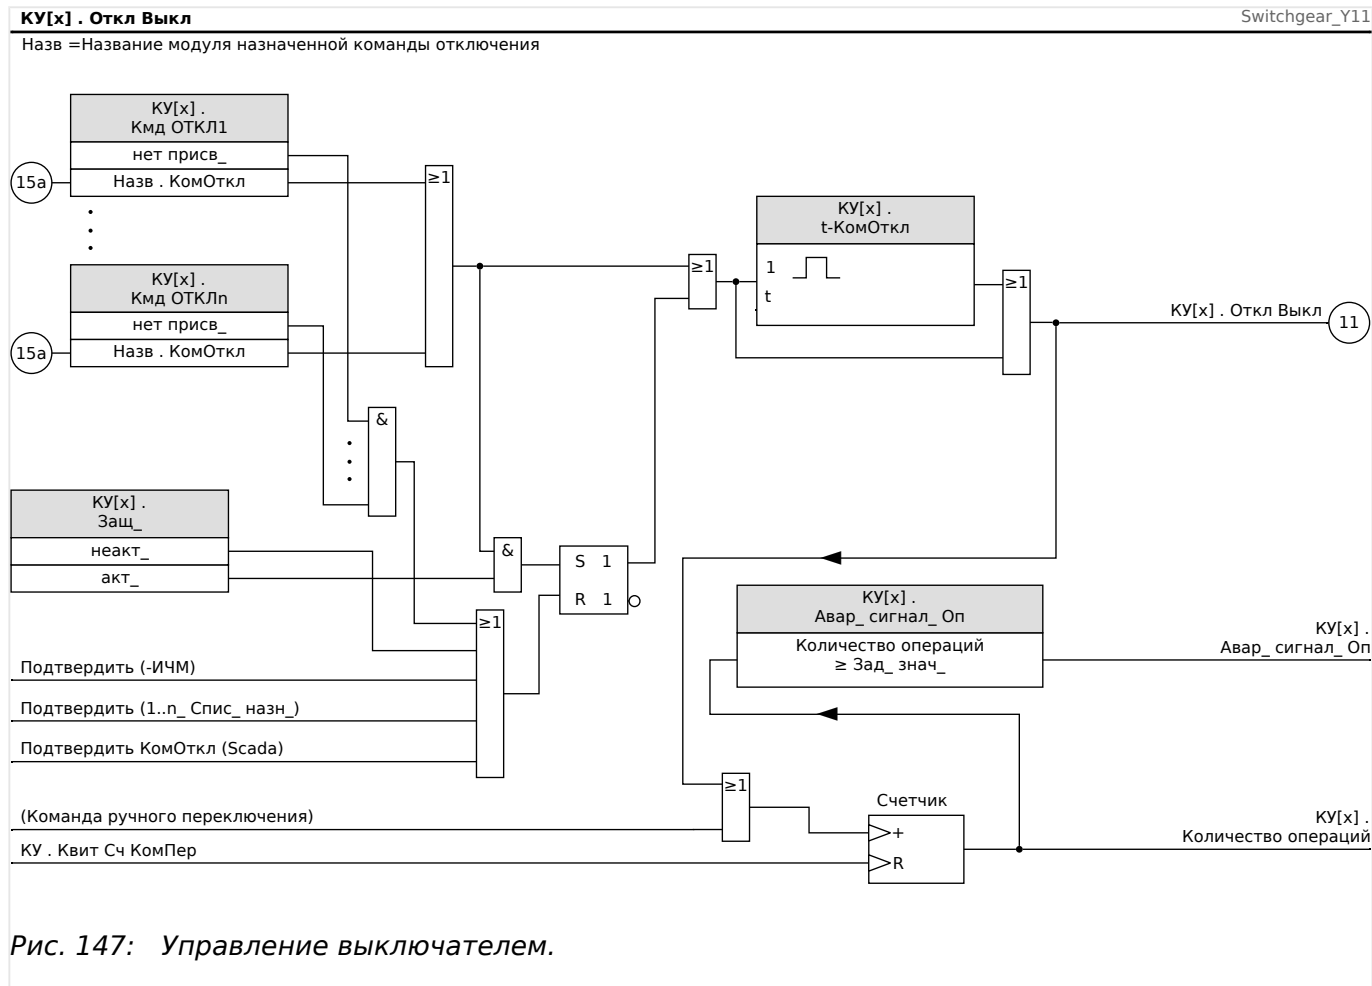 КУ[x] . Откл Выкл
Switchgear_Y11
Назв =Название модуля назначенной команды отключения
КУ[x] .
Кмд ОТКЛ1
нет присв_
15a
Назв . КомОткл
≥1
КУ[x] .
t-КомОткл
КУ[x] .
Кмд ОТКЛn
≥1
1
t
≥1
КУ[x] . Откл Выкл
11
нет присв_
15a
Назв . КомОткл
&
КУ[x] .
Защ_
неакт_
акт_
&
S 1
R 1
КУ[x] .
Авар_ сигнал_ Оп
Количество операций
≥ Зад_ знач_
КУ[x] .
Авар_ сигнал_ Оп
≥1
Подтвердить (-ИЧМ)
Подтвердить (1..n_ Спис_ назн_)
Подтвердить КомОткл (Scada)
≥1
Счетчик
(Команда ручного переключения)
+
КУ[x] .
Количество операций
КУ . Квит Сч КомПер
R
Рис. 147: Управление выключателем.